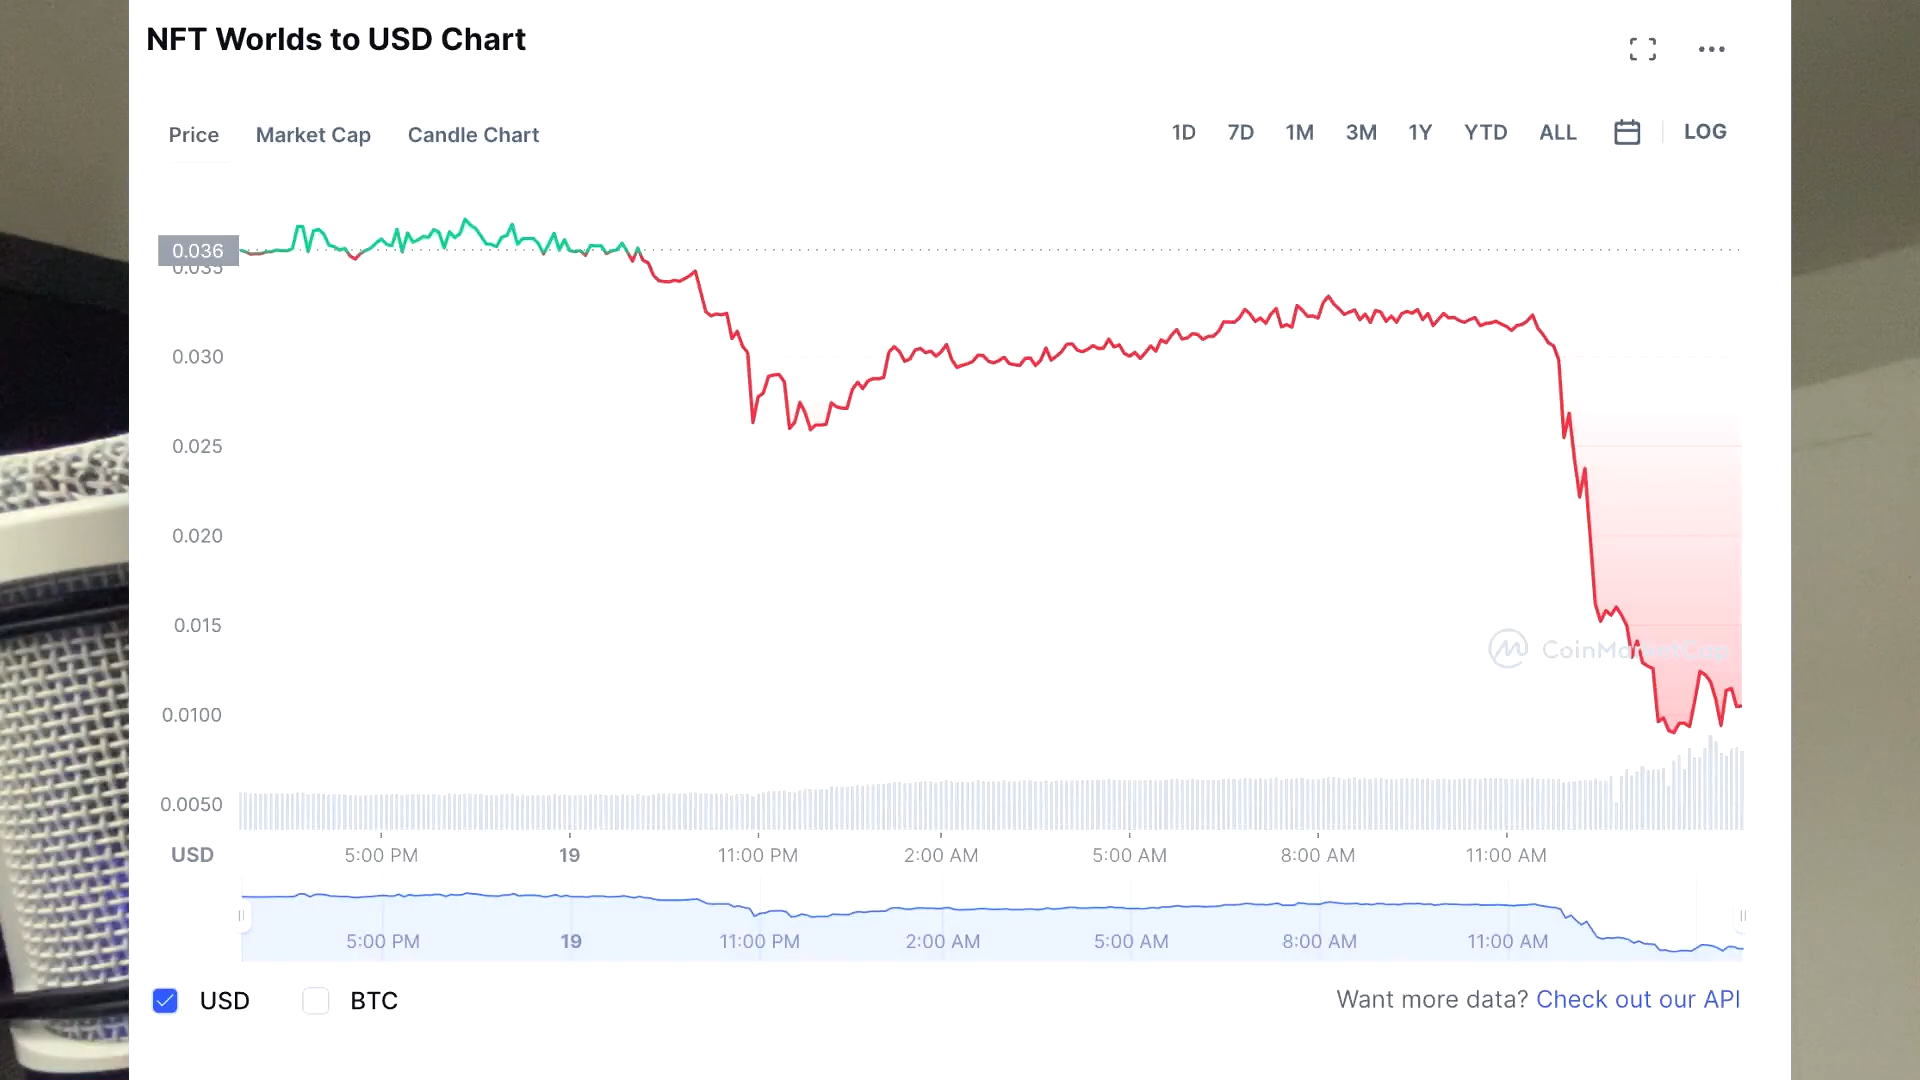 NFT Worlds to USD Chart
Price Market Cap Candle Chart
1D 7D 1M 3M 1Y YTD ALL LOG
0.036
0.035
0.030
0.025
0.020
0.015
CoinMarketCap
0.0100
0.0050
USD 5:00 PM 19 11:00 PM 2:00 AM 5:00 AM 8:00 AM 11:00 AM
5:00 PM 19 11:00 PM 2:00 AM 5:00 AM 8:00 AM 11:00 AM
USD BTC
Want more data? Check out our API